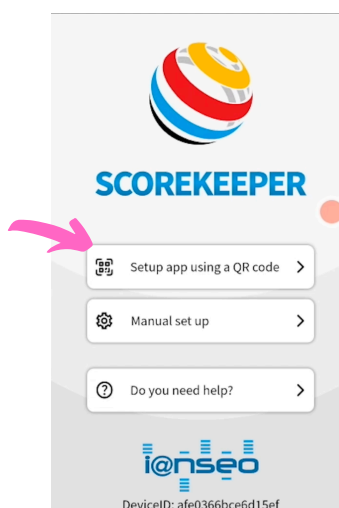 SCOREKEEPER
Setup app using a QR code
Manual set up
Do you need help?
i@nseo
DeviceID: afe0366bce6d15ef